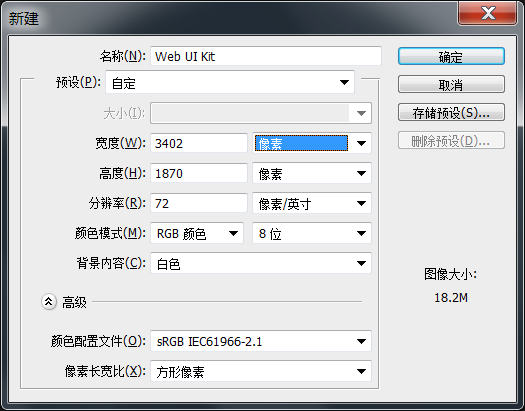 新建
名称(N): Web UI Kit
确定
预设(P): 自定
取消
大小(I):
存储预设(S)...
宽度(W): 3402 像素
删除预设(D)...
高度(H): 1870 像素
分辨率(R): 72 像素/英寸
颜色模式(M): RGB 颜色 8 位
背景内容(C): 白色
图像大小:
18.2M
高级
颜色配置文件(O): sRGB IEC61966-2.1
像素长宽比(X): 方形像素